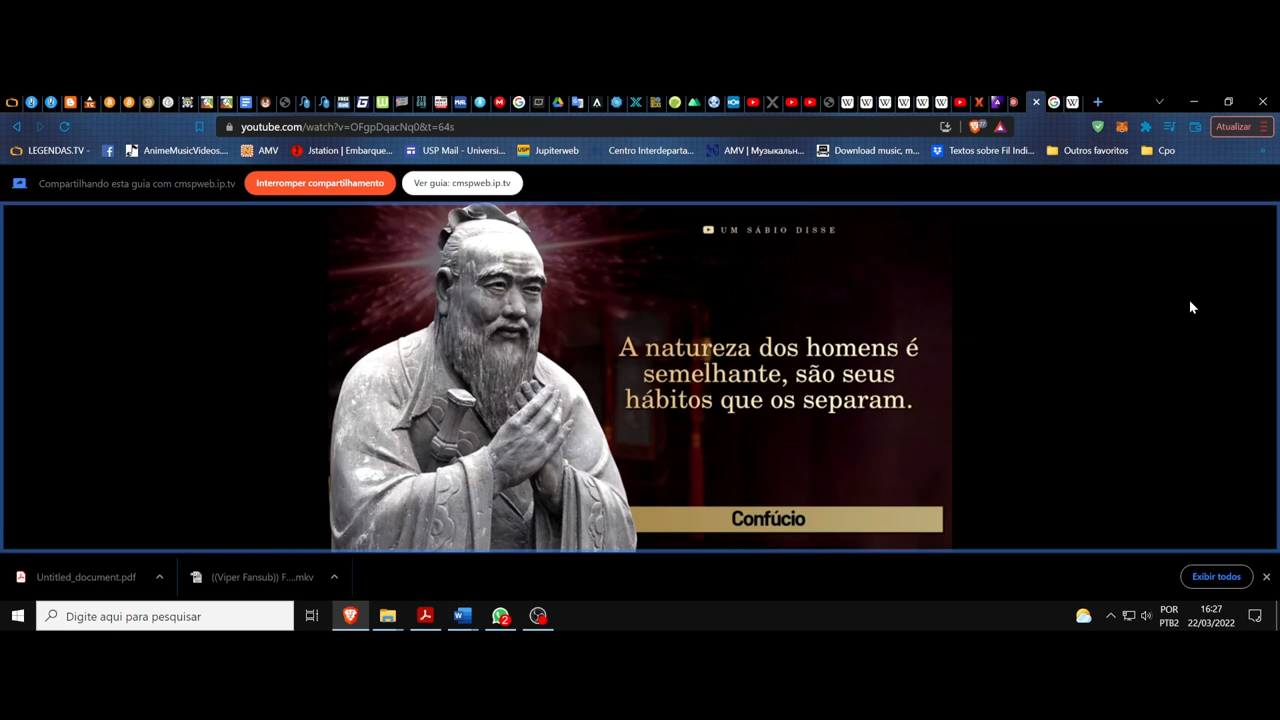 youtube.com/watch?v=OFgpDqacNq0&t=64s
27
Atualizar
LEGENDAS.TV -
AnimeMusicVideos...
AMV
Jstation | Embarque...
USP Mail - Universi...
USP
Jupiterweb
Centro Interdeparta...
AMV | Музыкальн...
Download music, m...
Textos sobre Fil Indi...
Outros favoritos
Cpo
Compartilhando esta guia com cmspweb.ip.tv
Interromper compartilhamento
Ver guia: cmspweb.ip.tv
UM SÁBIO DISSE
A natureza dos homens é
semelhante, são seus
hábitos que os separam.
Confúcio
Untitled_document.pdf
((Viper Fansub)) F....mkv
Exibir todos
Digite aqui para pesquisar
2
POR
PTB2
16:27
22/03/2022